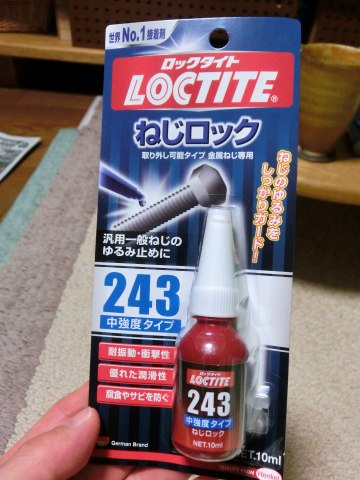 世界No.1接着剤
ロックタイト
LOCTITE®
ねじロック
取り外し可能タイプ 金属ねじ専用
ねじのゆるみを
しっかりガード!
汎用一般ねじの
ゆるみ止めに
243
中強度タイプ
耐振動・衝撃性
優れた潤滑性
腐食やサビを防ぐ
German Brand
ロックタイト
LOCTITE
243
中強度タイプ
ねじロック
NET.10ml
NET.10ml
QUALITY FROM Henkel